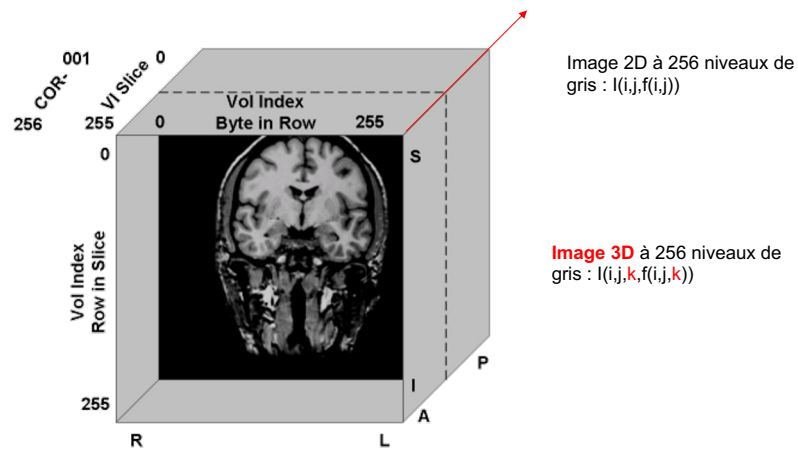 001
COR-
256
0
VI Slice
255
Vol Index
0 Byte in Row 255
0
Vol Index
Row in Slice
255
S
I
A
P
R L
Image 2D à 256 niveaux de
gris : I(i,j,f(i,j))
Image 3D à 256 niveaux de
gris : I(i,j,k,f(i,j,k))